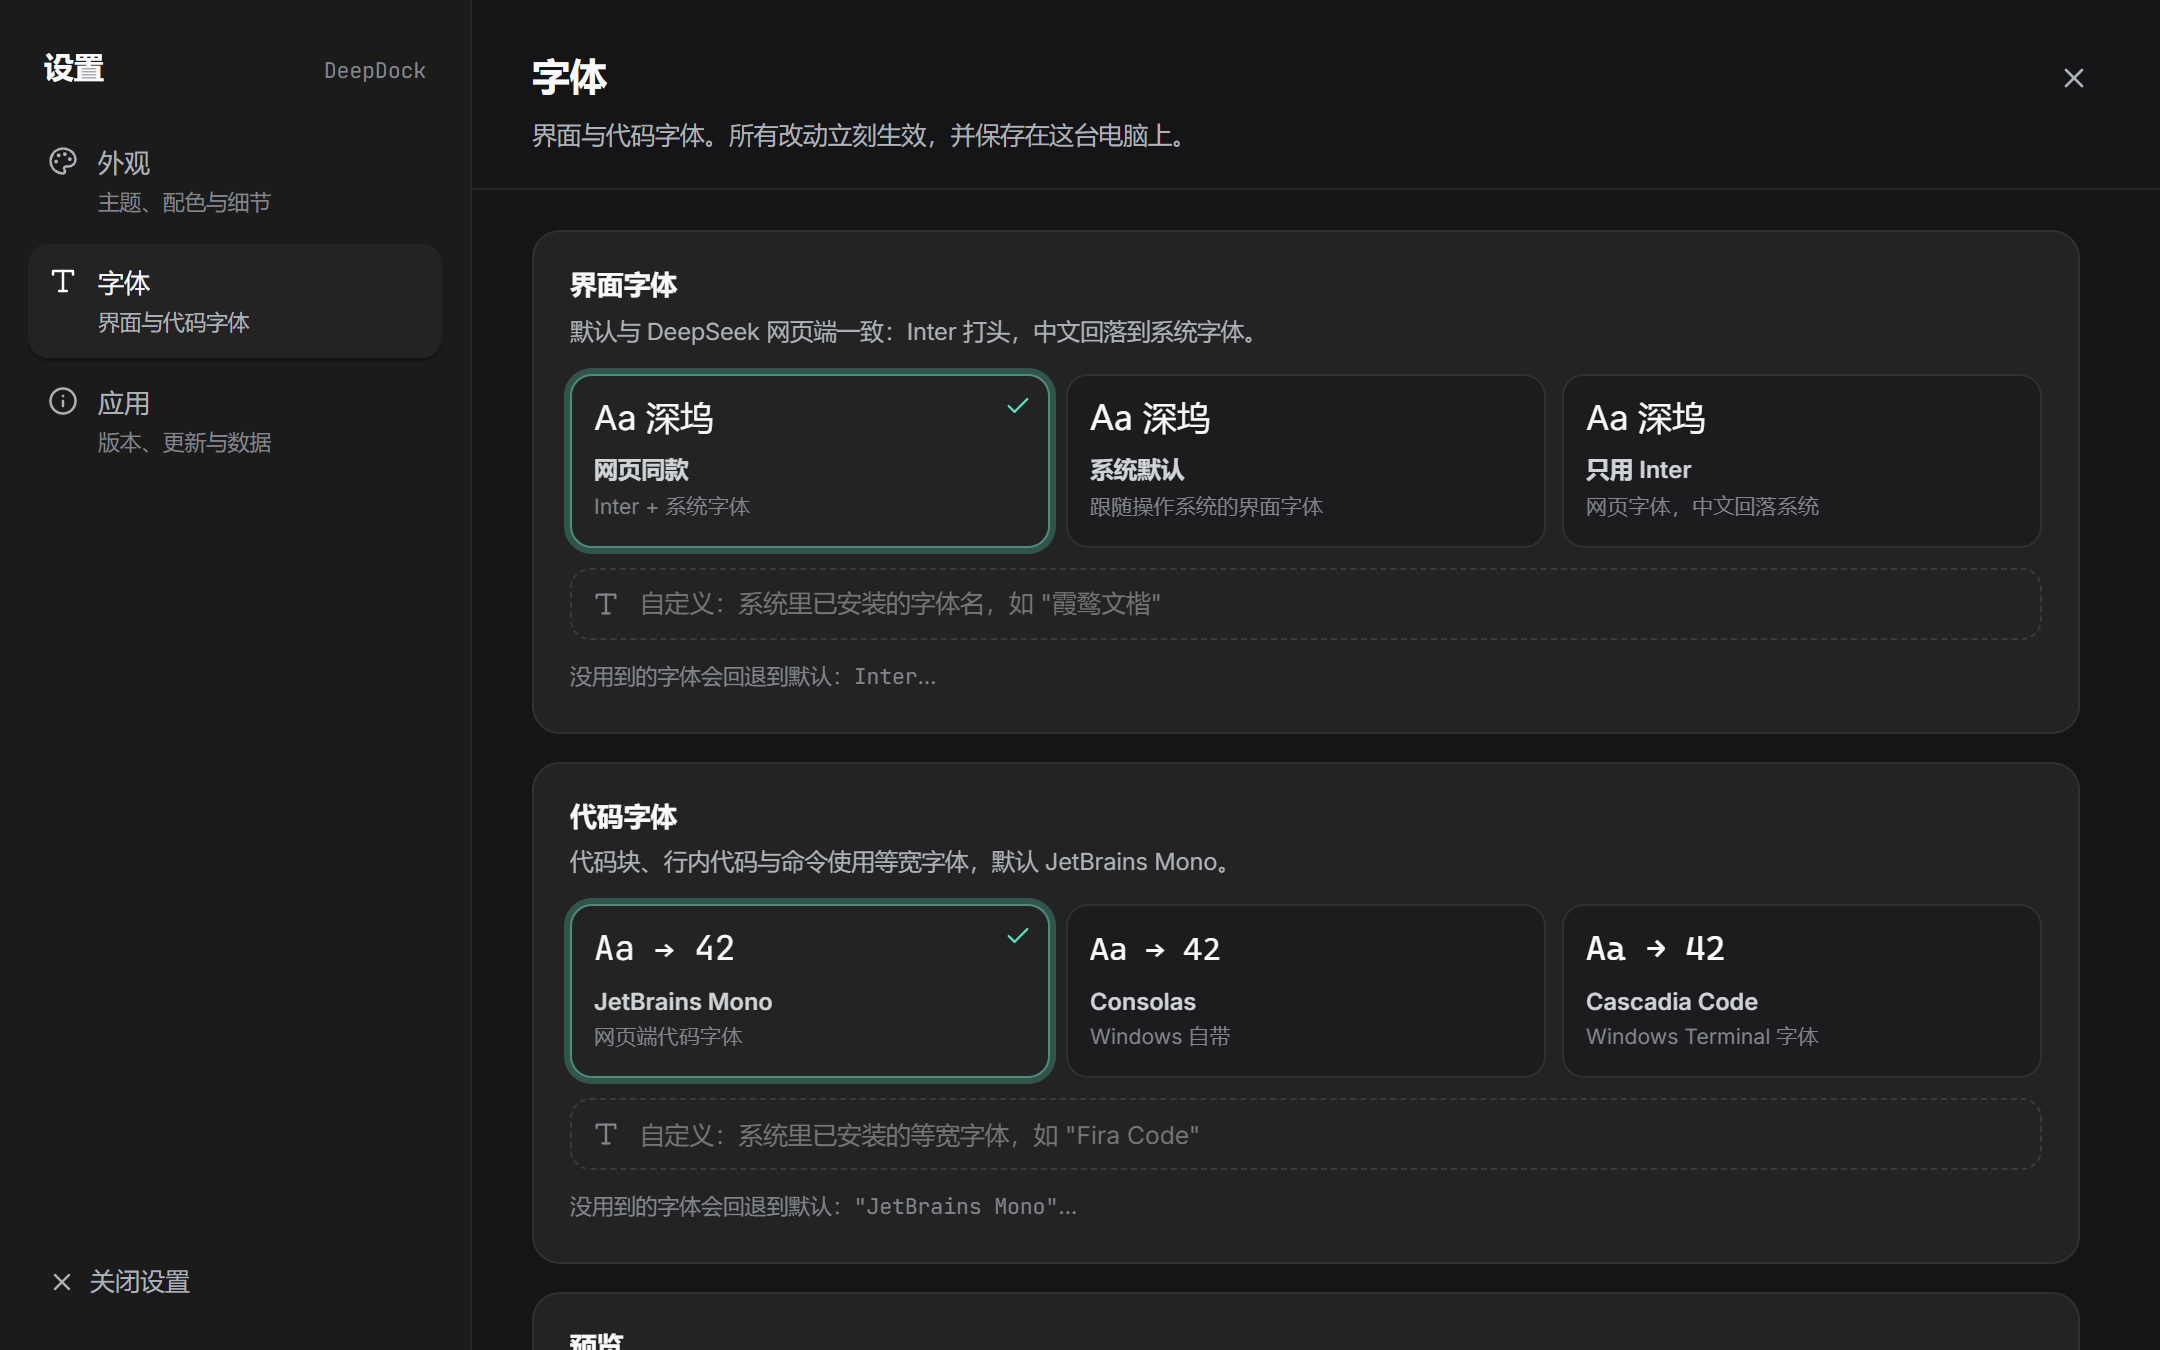 设置
DeepDock
外观
主题、配色与细节
字体
界面与代码字体
应用
版本、更新与数据
关闭设置
字体
界面与代码字体。所有改动立刻生效，并保存在这台电脑上。
界面字体
默认与 DeepSeek 网页端一致：Inter 打头，中文回落到系统字体。
Aa 深坞
网页同款
Inter + 系统字体
Aa 深坞
系统默认
跟随操作系统的界面字体
Aa 深坞
只用 Inter
网页字体，中文回落系统
自定义：系统里已安装的字体名，如 "霞鹜文楷"
没用到的字体会回退到默认：Inter...
代码字体
代码块、行内代码与命令使用等宽字体，默认 JetBrains Mono。
Aa → 42
JetBrains Mono
网页端代码字体
Aa → 42
Consolas
Windows 自带
Aa → 42
Cascadia Code
Windows Terminal 字体
自定义：系统里已安装的等宽字体，如 "Fira Code"
没用到的字体会回退到默认："JetBrains Mono"...
预览